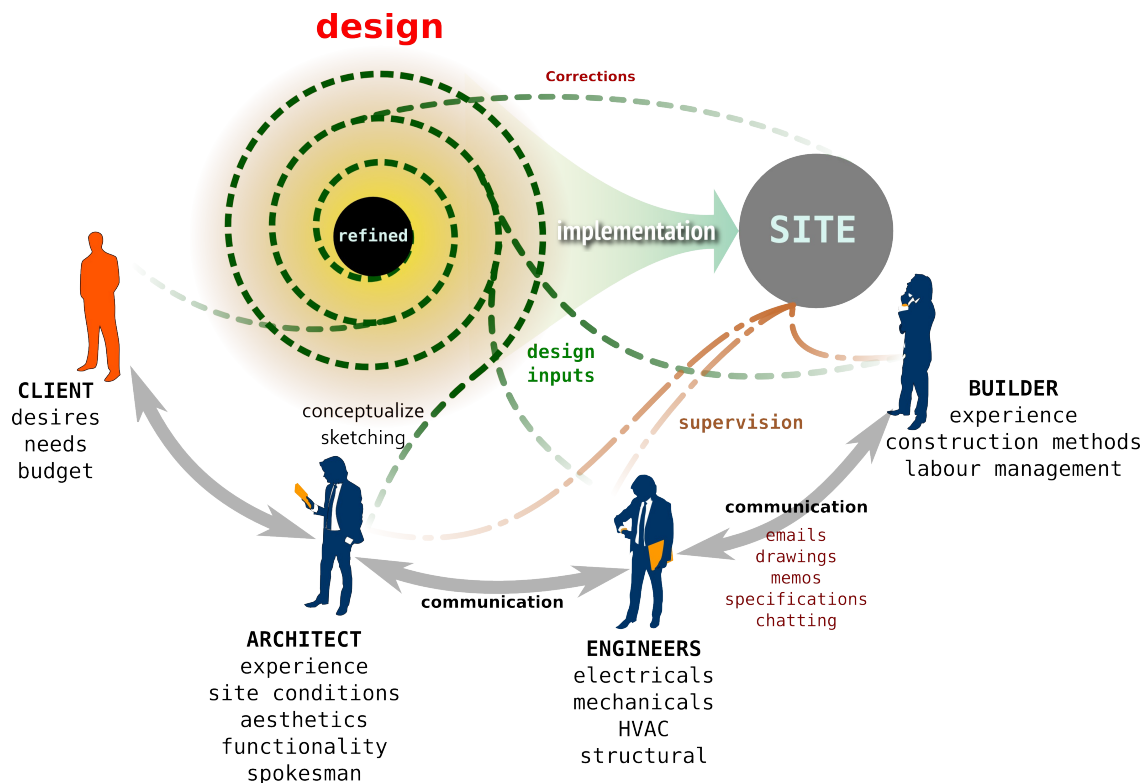 design
Corrections
refined
implementation
SITE
design
inputs
supervision
conceptualize
sketching
CLIENT
desires
needs
budget
BUILDER
experience
construction methods
labour management
communication
emails
drawings
memos
specifications
chatting
communication
ARCHITECT
experience
site conditions
aesthetics
functionality
spokesman
ENGINEERS
electricals
mechanicals
HVAC
structural